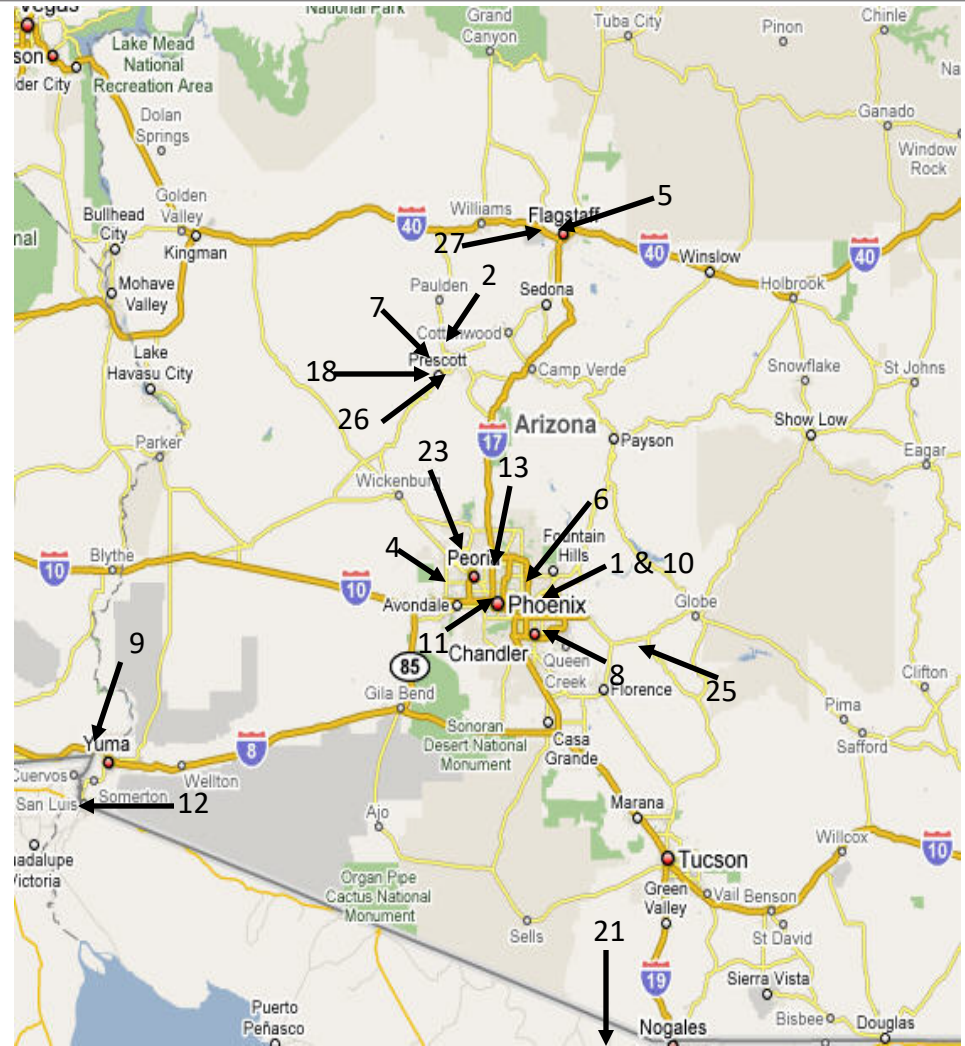 Vegas
National Park
Grand
Canyon
Tuba City
Pinon
Chinle
Lake Mead
National
Recreation Area
son
der City
Na
Dolan
Springs
Ganado
Window
Rock
Golden
Valley
Bullhead
City
Kingman
nal
40
Williams
Flagstaff
5
27
40
Winslow
40
Holbrook
Mohave
Valley
Paulden
2
Sedona
7
Cottonwood
Prescott
18
Camp Verde
26
Lake
Havasu City
Snowflake
St Johns
Show Low
Eagar
17
Arizona
Payson
Parker
23
13
Wickenburg
6
Fountain
Hills
Peoria
4
1 & 10
10
Blythe
10
Avondale
Phoenix
Globe
11
Chandler
8
Queen
Creek
25
9
85
Gila Bend
Florence
Clifton
Pima
Safford
Sonoran
Desert National
Monument
Casa
Grande
Yuma
8
Cuervos
Wellton
Somerton
San Luis
12
Ajo
Marana
Willcox
10
uadalupe
Victoria
Tucson
Organ Pipe
Cactus National
Monument
Green
Valley
Vail
Benson
Sells
St David
21
19
Sierra Vista
Puerto
Peñasco
Nogales
Bisbee
Douglas